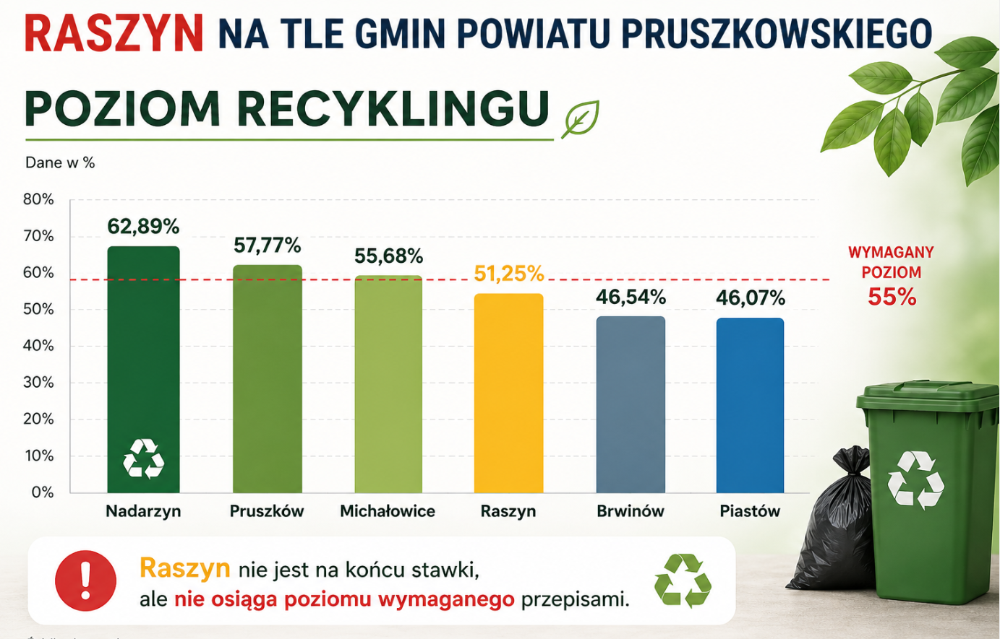 RASZYN NA TLE GMIN POWIATU PRUSZKOWSKIEGO
POZIOM RECYKLINGU
Dane w %
80%
70%
60%
50%
40%
30%
20%
10%
0%
62,89%
57,77%
55,68%
51,25%
46,54%
46,07%
WYMAGANY
POZIOM
55%
Nadarzyn
Pruszków
Michałowice
Raszyn
Brwinów
Piastów
Raszyn nie jest na końcu stawki,
ale nie osiąga poziomu wymaganego przepisami.